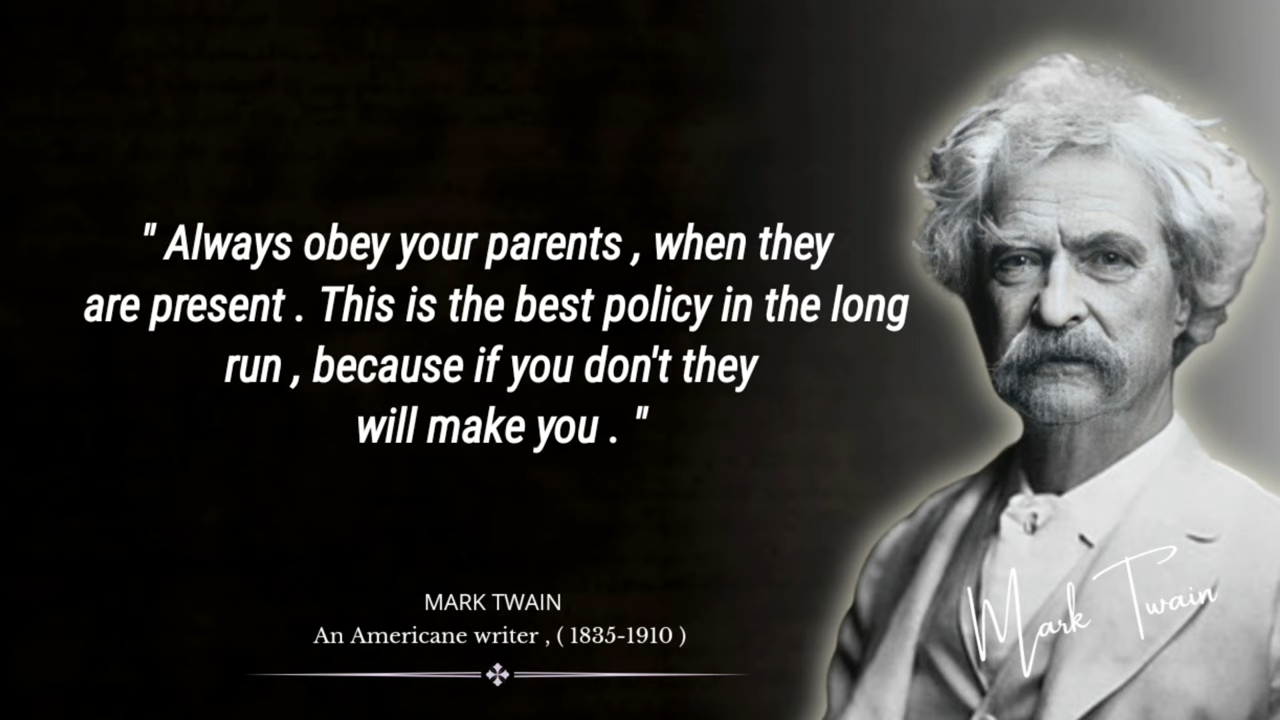 " Always obey your parents , when they
are present . This is the best policy in the long
run , because if you don't they
will make you . "
MARK TWAIN
An Americane writer , ( 1835-1910 )
Mark Twain